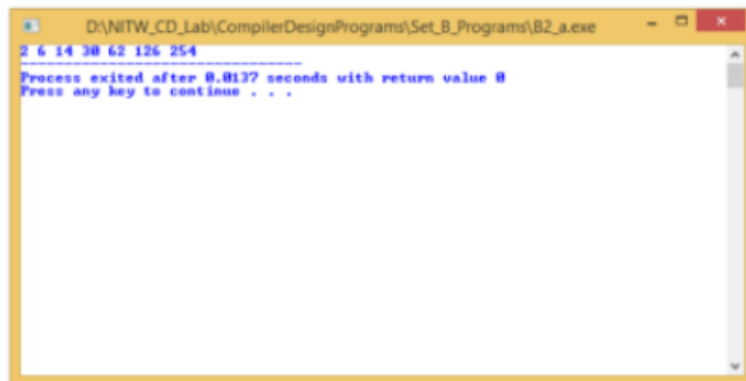 D:\NITW_CD_Lab\CompilerDesignPrograms\Set_B_Programs\B2_a.exe
2 6 14 30 62 126 254
--------------------------------
Process exited after 0.0137 seconds with return value 0
Press any key to continue . . .